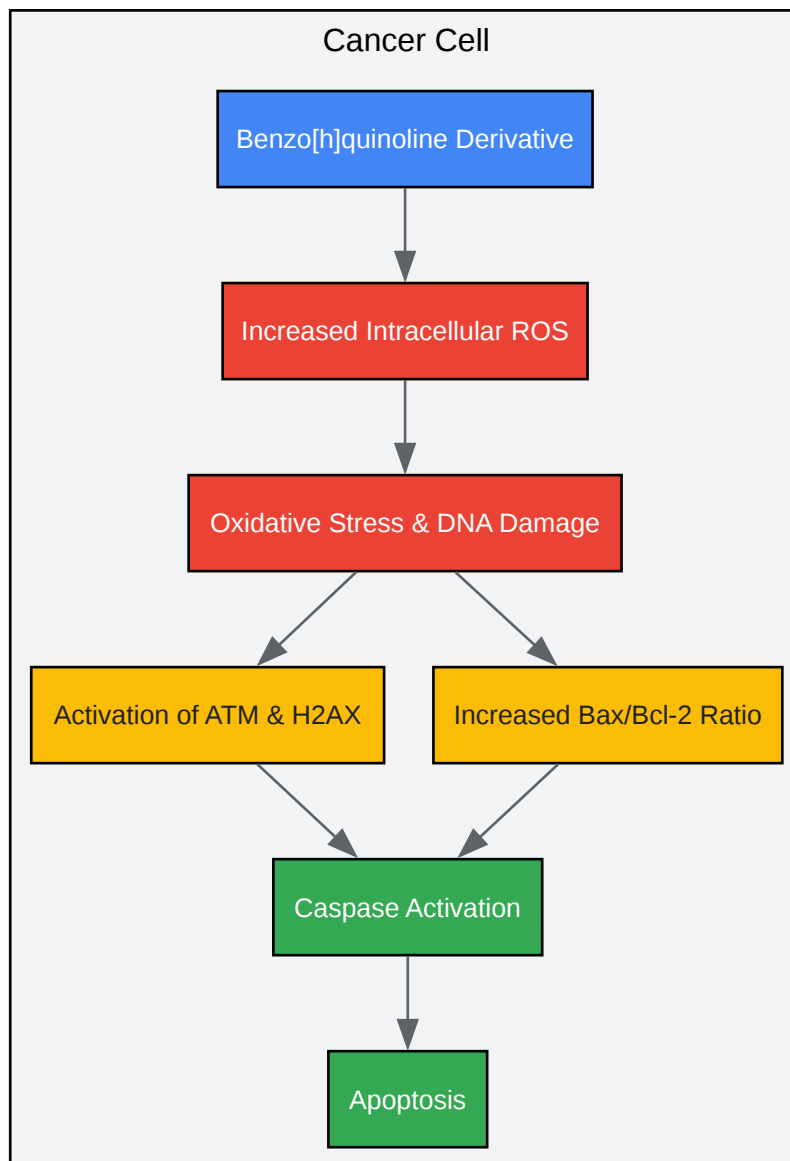 Cancer Cell
Benzo[h]quinoline Derivative
Increased Intracellular ROS
Oxidative Stress & DNA Damage
Activation of ATM & H2AX
Increased Bax/Bcl-2 Ratio
Caspase Activation
Apoptosis